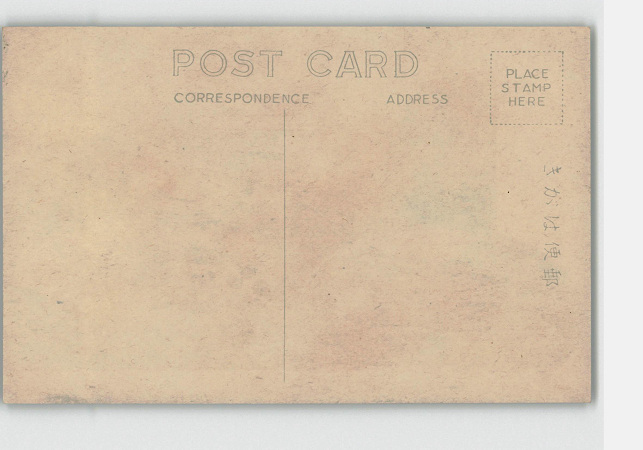 POST CARD
CORRESPONDENCE
ADDRESS
PLACE
STAMP
HERE
郵便はがき